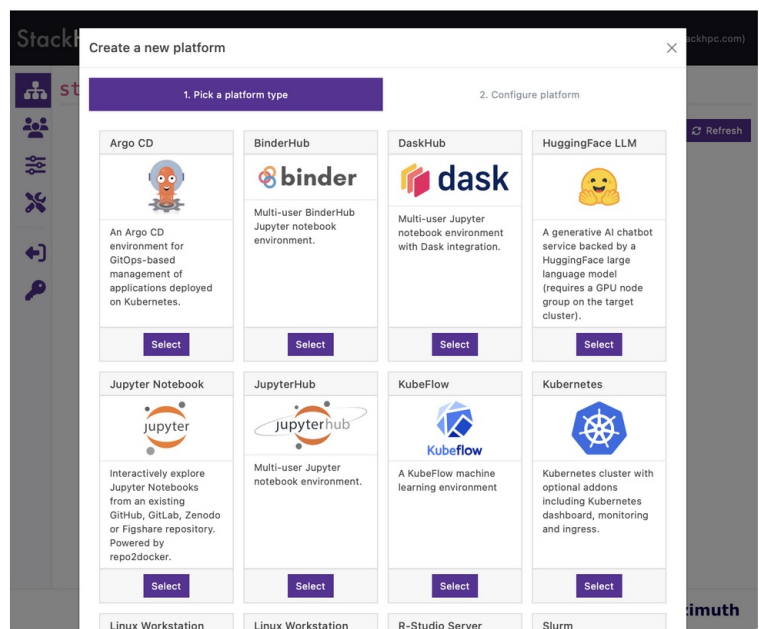 Stack
Create a new platform
ackhpc.com)
1. Pick a platform type
2. Configure platform
st
Refresh
Argo CD
An Argo CD
environment for
GitOps-based
management of
applications deployed
on Kubernetes.
Select
BinderHub
binder
Multi-user BinderHub
Jupyter notebook
environment.
Select
DaskHub
dask
Multi-user Jupyter
notebook environment
with Dask integration.
Select
HuggingFace LLM
A generative AI chatbot
service backed by a
HuggingFace large
language model
(requires a GPU node
group on the target
cluster).
Select
Jupyter Notebook
jupyter
Interactively explore
Jupyter Notebooks
from an existing
GitHub, GitLab, Zenodo
or Figshare repository.
Powered by
repo2docker.
Select
JupyterHub
jupyterhub
Multi-user Jupyter
notebook environment.
Select
KubeFlow
Kubeflow
A KubeFlow machine
learning environment
Select
Kubernetes
Kubernetes cluster with
optional addons
including Kubernetes
dashboard, monitoring
and ingress.
Select
Linux Workstation
Linux Workstation
R-Studio Server
Slurm
zimuth